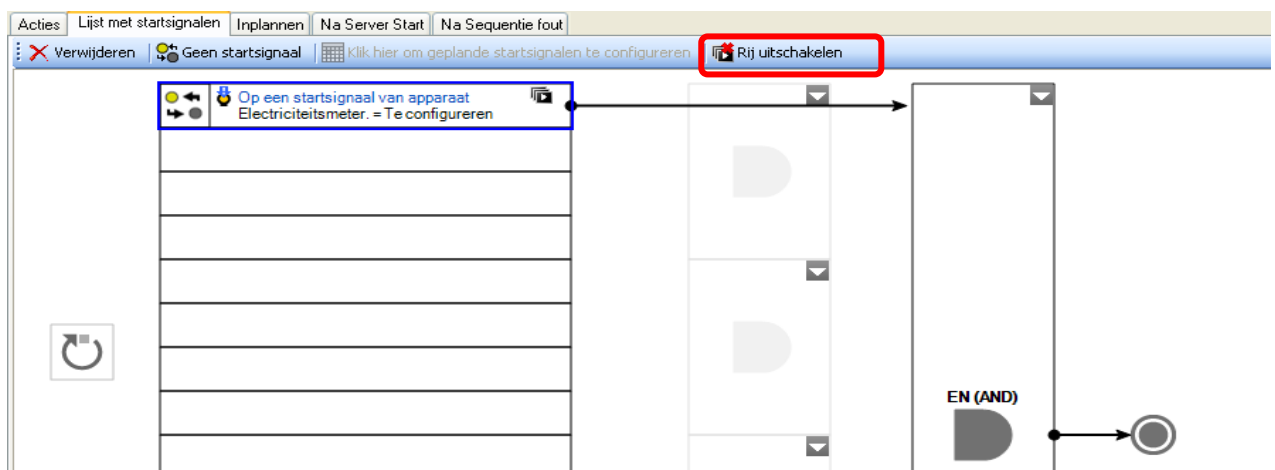 Acties Lijst met startsignalen Inplannen Na Server Start Na Sequentie fout
Verwijderen Geen startsignaal Klik hier om geplande startsignalen te configureren Rij uitschakelen
Op een startsignaal van apparaat
Electriciteitsmeter. = Te configureren
EN (AND)